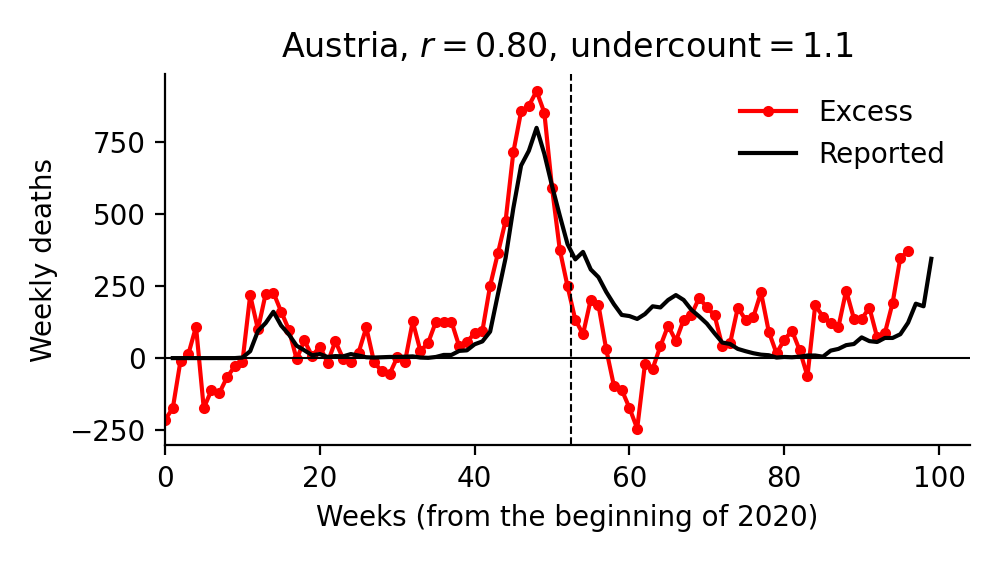 Austria, r = 0.80, undercount = 1.1
Excess
Reported
Weekly deaths
750
500
250
0
−250
0 20 40 60 80 100
Weeks (from the beginning of 2020)